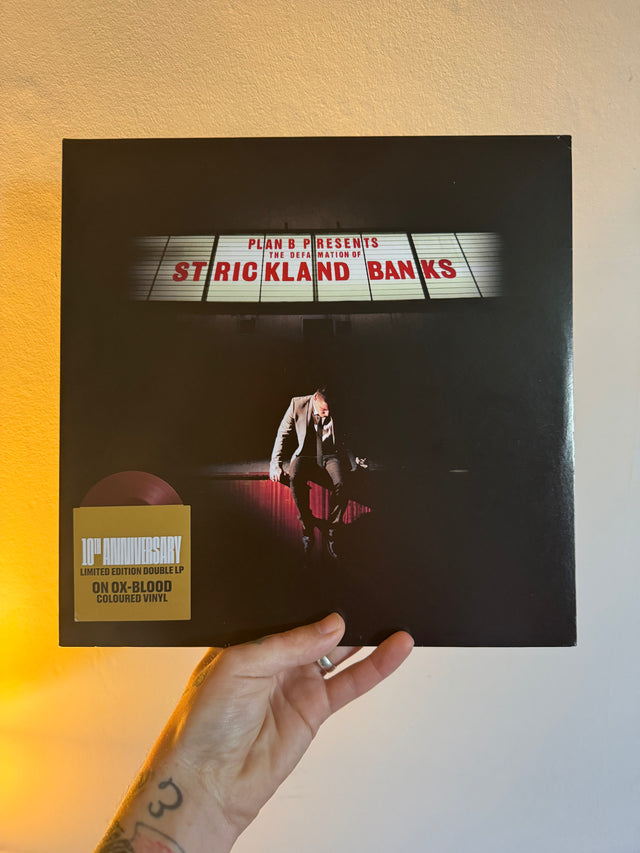 PLAN B PRESENTS
THE DEFAMATION OF
STRICKLAND BANKS
10TH ANNIVERSARY
LIMITED EDITION DOUBLE LP
ON OX-BLOOD
COLOURED VINYL